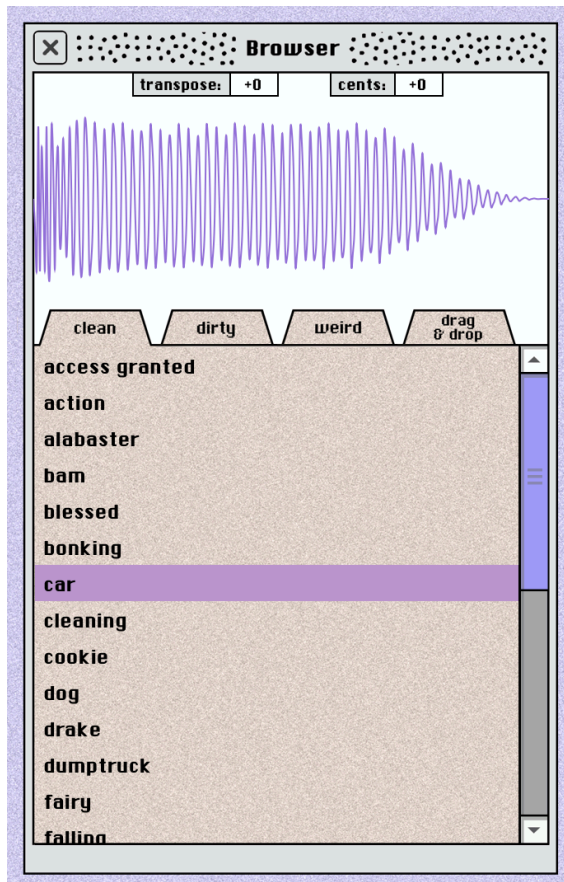 Browser
transpose: +0 cents: +0
clean dirty weird drag
& drop
access granted
action
alabaster
bam
blessed
bonking
car
cleaning
cookie
dog
drake
dumptruck
fairy
falling